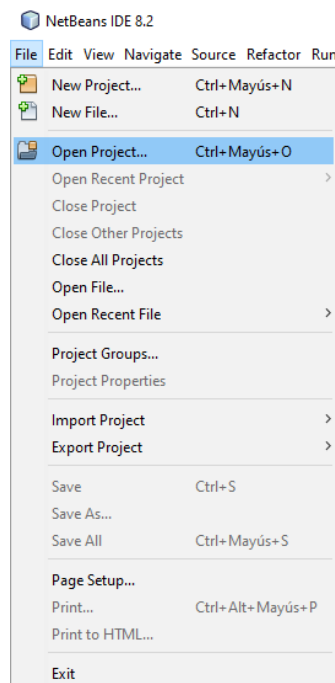 NetBeans IDE 8.2
File Edit View Navigate Source Refactor Run
New Project... Ctrl+Mayús+N
New File... Ctrl+N
Open Project... Ctrl+Mayús+O
Open Recent Project
Close Project
Close Other Projects
Close All Projects
Open File...
Open Recent File
Project Groups...
Project Properties
Import Project
Export Project
Save Ctrl+S
Save As...
Save All Ctrl+Mayús+S
Page Setup...
Print... Ctrl+Alt+Mayús+P
Print to HTML...
Exit